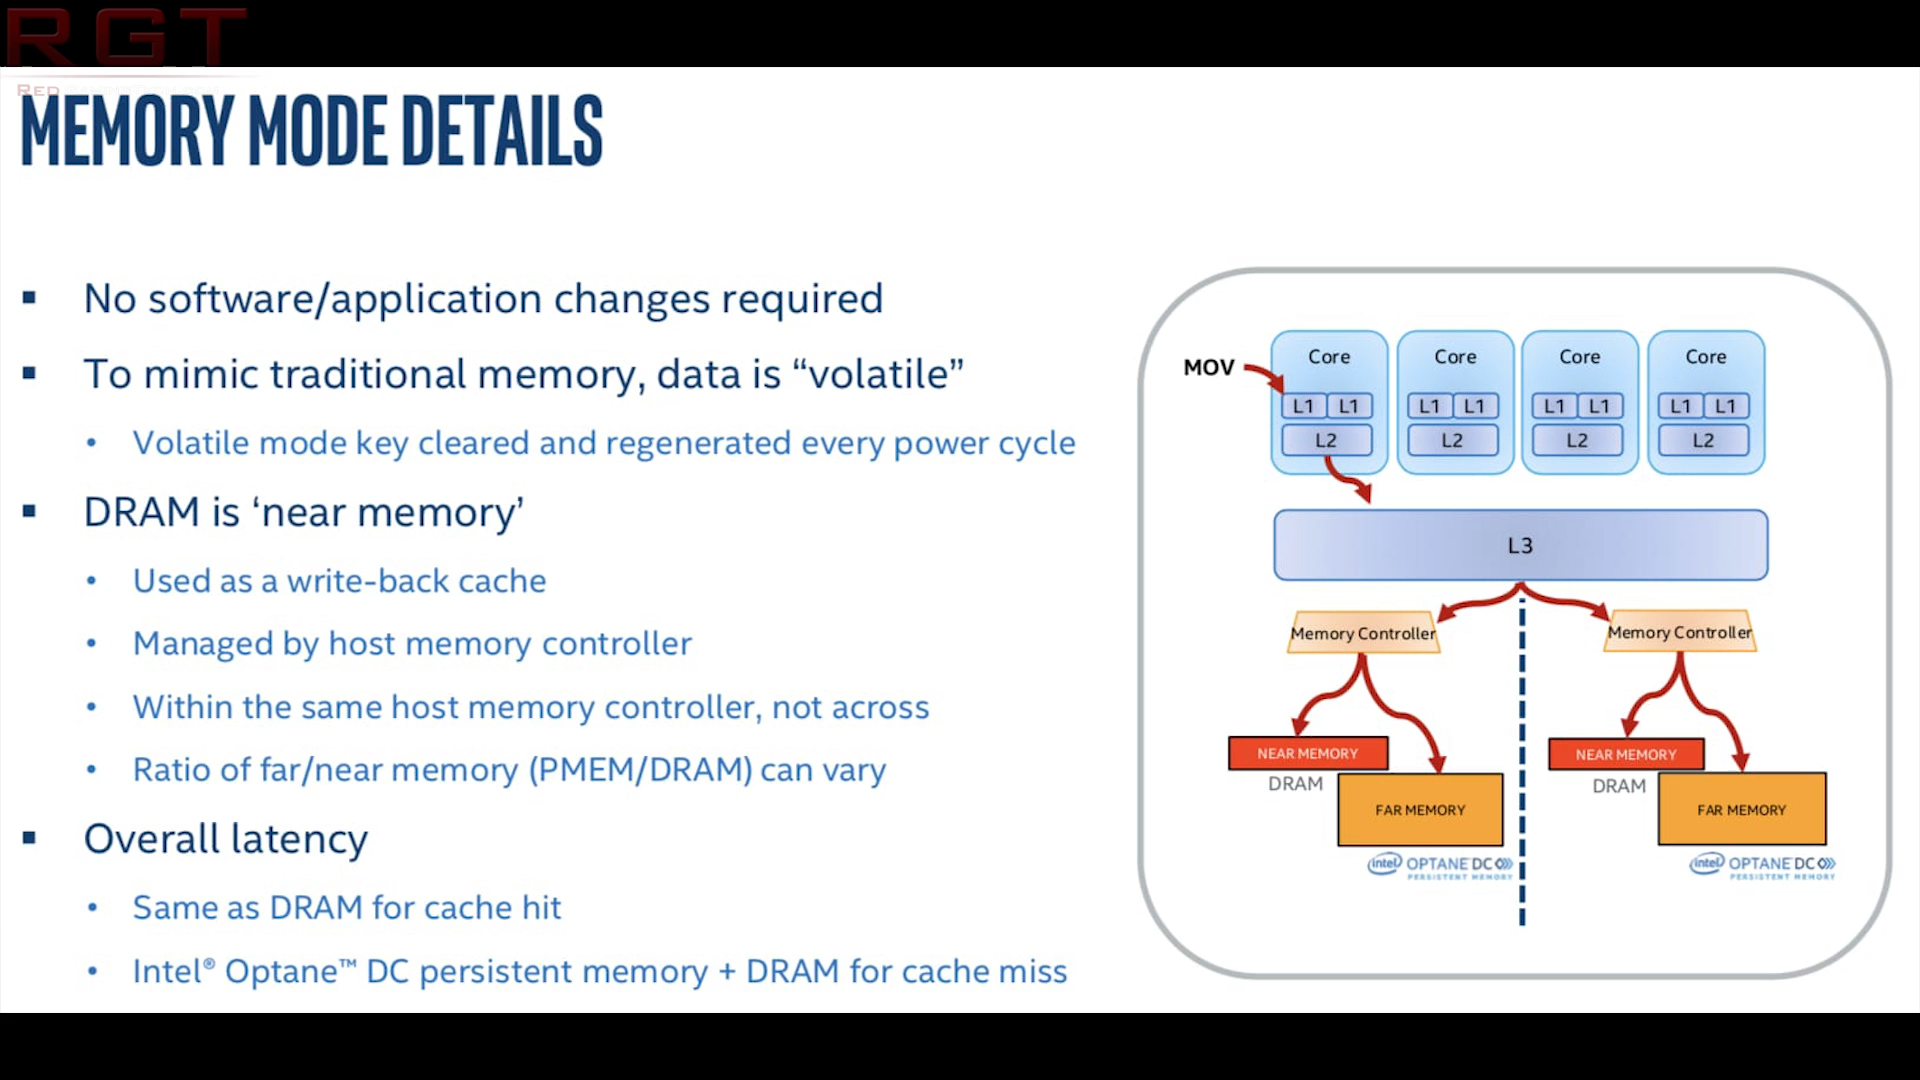 RGT
RED
MEMORY MODE DETAILS
▪ No software/application changes required
▪ To mimic traditional memory, data is “volatile”
• Volatile mode key cleared and regenerated every power cycle
▪ DRAM is ‘near memory’
• Used as a write-back cache
• Managed by host memory controller
• Within the same host memory controller, not across
• Ratio of far/near memory (PMEM/DRAM) can vary
▪ Overall latency
• Same as DRAM for cache hit
• Intel® Optane™ DC persistent memory + DRAM for cache miss
MOV
Core Core Core Core
L1 L1 L1 L1 L1 L1 L1 L1
L2 L2 L2 L2
L3
Memory Controller Memory Controller
NEAR MEMORY NEAR MEMORY
DRAM DRAM
FAR MEMORY FAR MEMORY
intel OPTANE DC intel OPTANE DC
PERSISTENT MEMORY PERSISTENT MEMORY